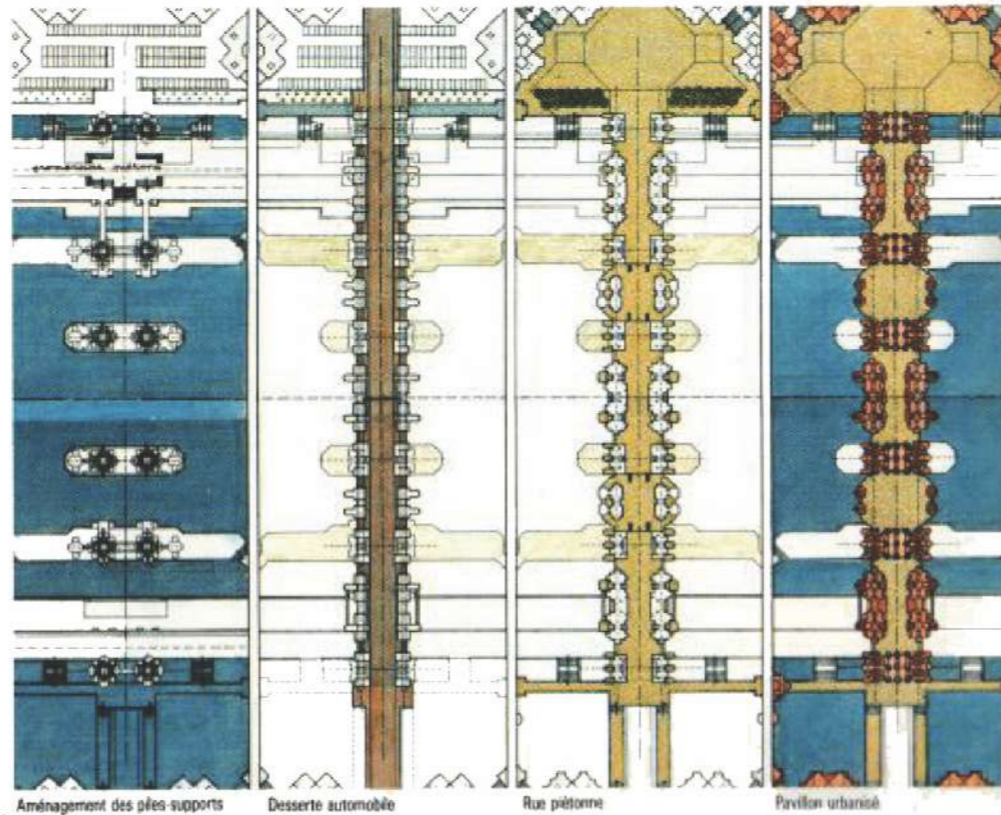 Aménagement des piles-supports
Desserte automobile
Rue piétonne
Pavillon urbanisé